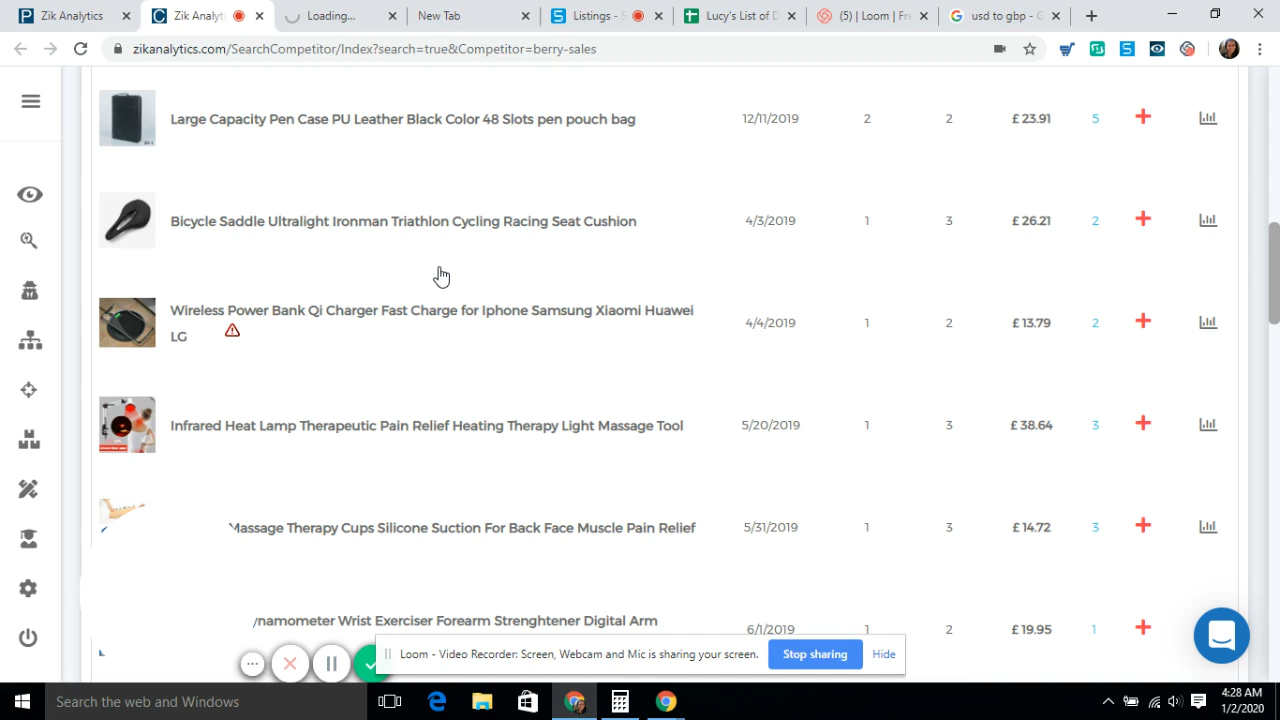 Zik Analytics
Zik Analyti
Loading...
New Tab
Listings - S
Lucy's List of D
(5) | Loom | Fre
usd to gbp - G
zikanalytics.com/SearchCompetitor/Index?search=true&Competitor=berry-sales
Large Capacity Pen Case PU Leather Black Color 48 Slots pen pouch bag 12/11/2019 2 2 £ 23.91 5
Bicycle Saddle Ultralight Ironman Triathlon Cycling Racing Seat Cushion 4/3/2019 1 3 £ 26.21 2
Wireless Power Bank Qi Charger Fast Charge for Iphone Samsung Xiaomi Huawei
LG 4/4/2019 1 2 £ 13.79 2
Infrared Heat Lamp Therapeutic Pain Relief Heating Therapy Light Massage Tool 5/20/2019 1 3 £ 38.64 3
Massage Therapy Cups Silicone Suction For Back Face Muscle Pain Relief 5/31/2019 1 3 £ 14.72 3
ynamometer Wrist Exerciser Forearm Strenghtener Digital Arm 6/1/2019 1 2 £ 19.95 1
Loom - Video Recorder: Screen, Webcam and Mic is sharing your screen. Stop sharing Hide
Search the web and Windows
4:28 AM
1/2/2020